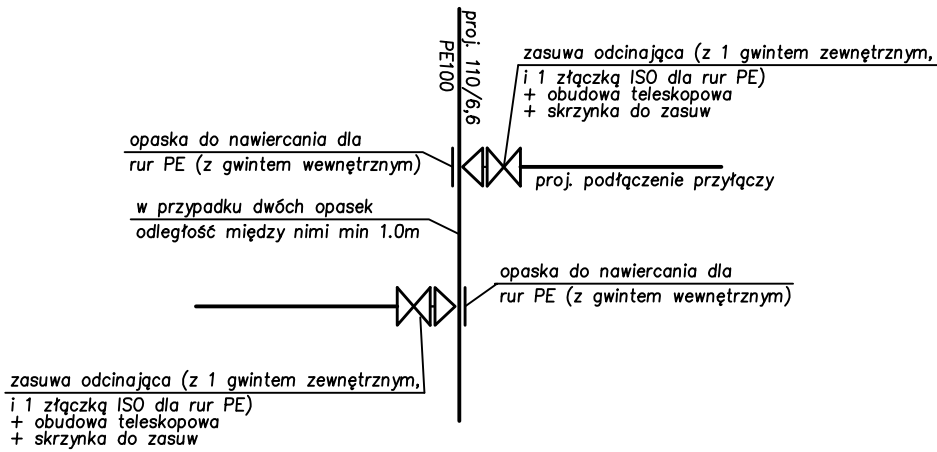 proj. 110/6,6
PE100
zasuwa odcinająca (z 1 gwintem zewnętrznym,
i 1 złączką ISO dla rur PE)
+ obudowa teleskopowa
+ skrzynka do zasuw
opaska do nawiercania dla
rur PE (z gwintem wewnętrznym)
proj. podłączenie przyłączy
w przypadku dwóch opasek
odległość między nimi min 1.0m
opaska do nawiercania dla
rur PE (z gwintem wewnętrznym)
zasuwa odcinająca (z 1 gwintem zewnętrznym,
i 1 złączką ISO dla rur PE)
+ obudowa teleskopowa
+ skrzynka do zasuw